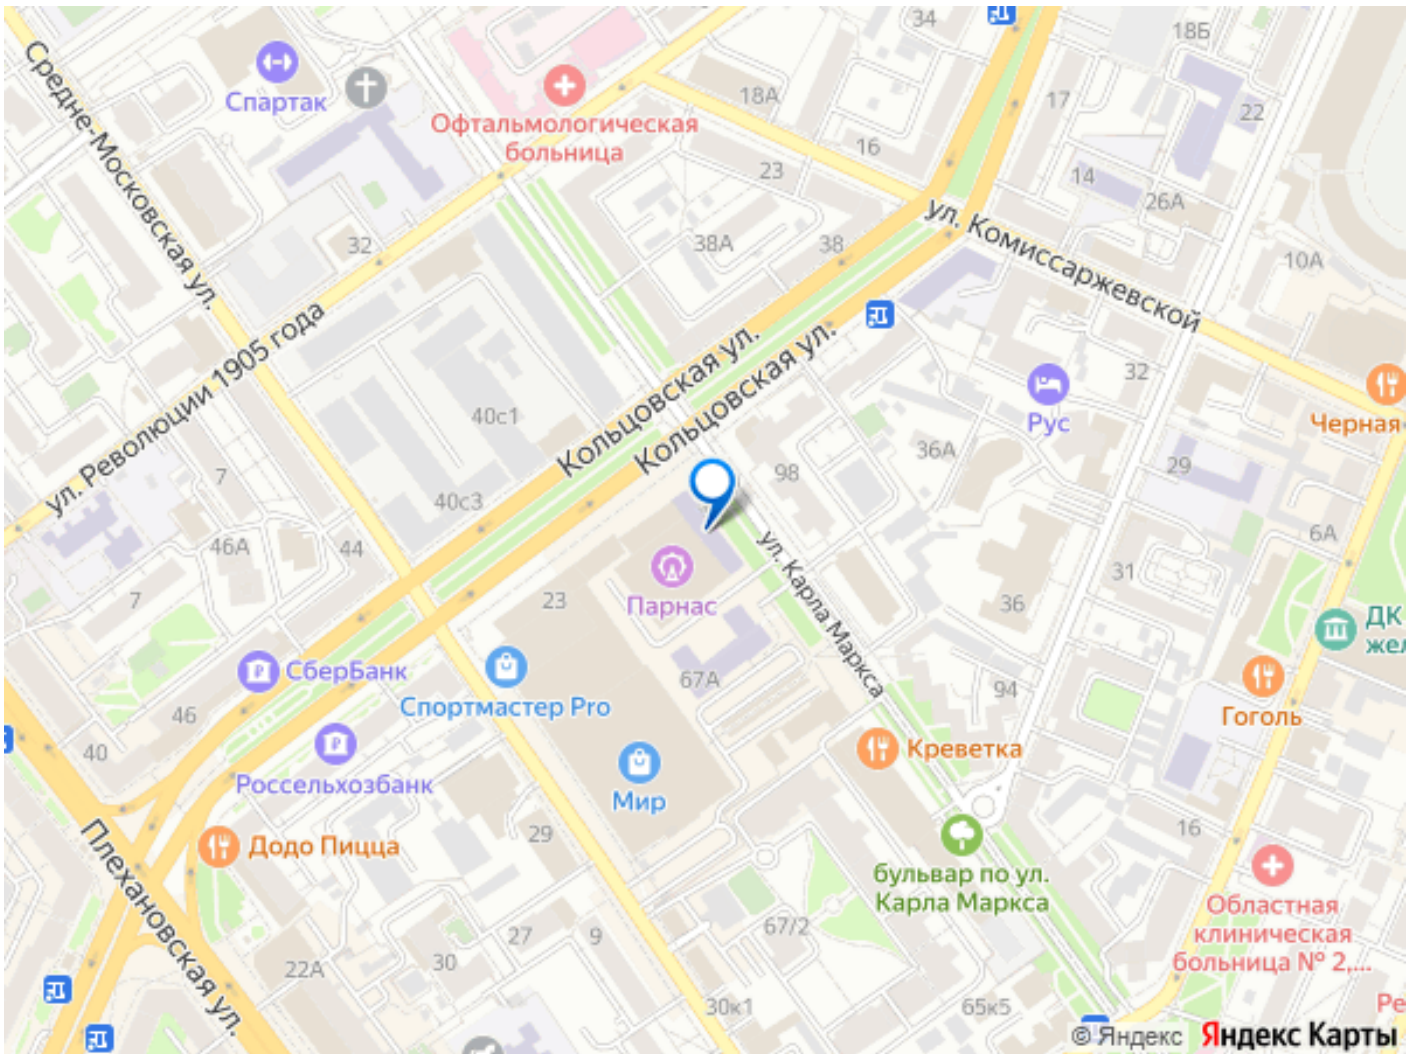 34
18Б
Средне-Московская ул.
Спартак
Офтальмологическая
больница
18А
17
22
16
23
14
26А
ул. Комиссаржевской
32
38А
38
10А
ул. Революции 1905 года
Кольцовская ул.
Кольцовская ул.
32
Рус
Черная
40с1
7
36А
98
29
40с3
46А
44
6А
ул. Карла Маркса
31
7
23
Парнас
36
ДК
жел
СберБанк
67А
94
Спортмастер Pro
46
Гоголь
40
Россельхозбанк
Креветка
Мир
Додо Пицца
29
16
Плехановская ул.
бульвар по ул.
Карла Маркса
Областная
клиническая
больница № 2,...
67/2
27
9
22А
30
30к1
65к5
Ре
© Яндекс Яндекс Карты